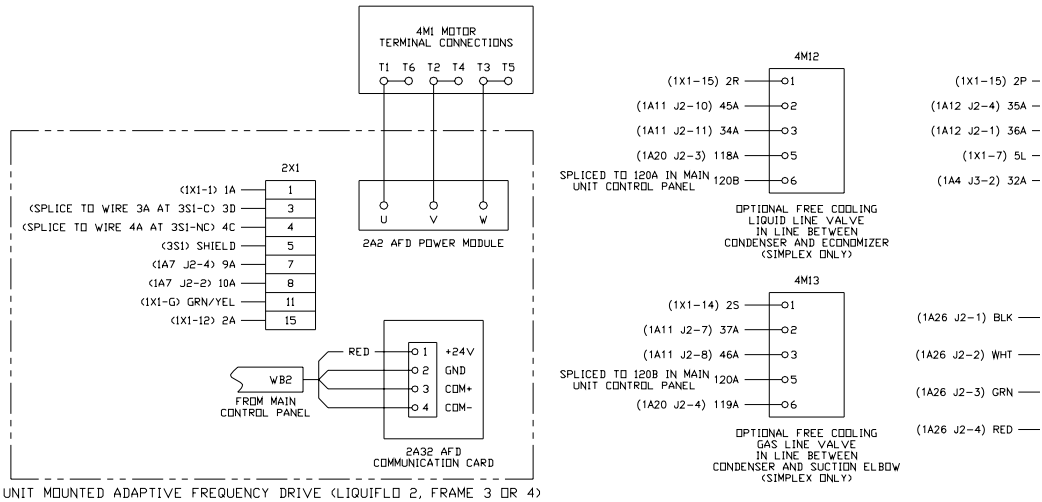 4M1 MOTOR
TERMINAL CONNECTIONS
T1 T6 T2 T4 T3 T5
2X1
(1X1-1) 1A 1
(SPLICE TO WIRE 3A AT 3S1-C) 3D 3
(SPLICE TO WIRE 4A AT 3S1-NC) 4C 4
(3S1) SHIELD 5
(1A7 J2-4) 9A 7
(1A7 J2-2) 10A 8
(1X1-G) GRN/YEL 11
(1X1-12) 2A 15
U V W
2A2 AFD POWER MODULE
RED 1 +24V
2 GND
3 COM+
4 COM-
WB2
FROM MAIN
CONTROL PANEL
2A32 AFD
COMMUNICATION CARD
UNIT MOUNTED ADAPTIVE FREQUENCY DRIVE (LIQUIFLO 2, FRAME 3 OR 4)
4M12
(1X1-15) 2R 1
(1A11 J2-10) 45A 2
(1A11 J2-11) 34A 3
(1A20 J2-3) 118A 5
SPLICED TO 120A IN MAIN
UNIT CONTROL PANEL 120B 6
OPTIONAL FREE COOLING
LIQUID LINE VALVE
IN LINE BETWEEN
CONDENSER AND ECONOMIZER
(SIMPLEX ONLY)
4M13
(1X1-14) 2S 1
(1A11 J2-7) 37A 2
(1A11 J2-8) 46A 3
SPLICED TO 120B IN MAIN
UNIT CONTROL PANEL 120A 5
(1A20 J2-4) 119A 6
OPTIONAL FREE COOLING
GAS LINE VALVE
IN LINE BETWEEN
CONDENSER AND SUCTION ELBOW
(SIMPLEX ONLY)
(1X1-15) 2P
(1A12 J2-4) 35A
(1A12 J2-1) 36A
(1X1-7) 5L
(1A4 J3-2) 32A
(1A26 J2-1) BLK
(1A26 J2-2) WHT
(1A26 J2-3) GRN
(1A26 J2-4) RED